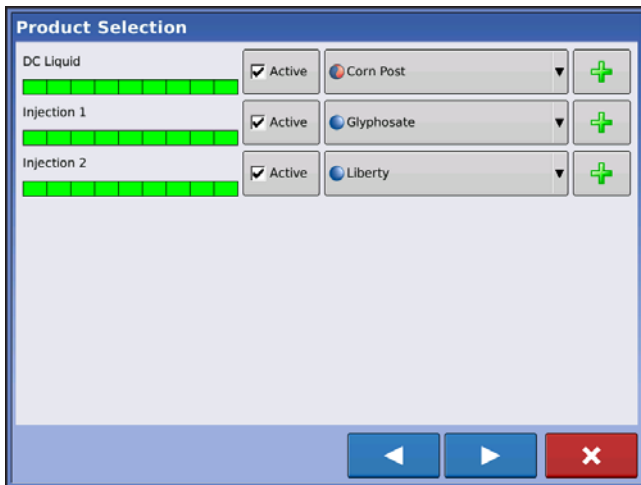 Product Selection
DC Liquid
Active
Corn Post
Injection 1
Active
Glyphosate
Injection 2
Active
Liberty